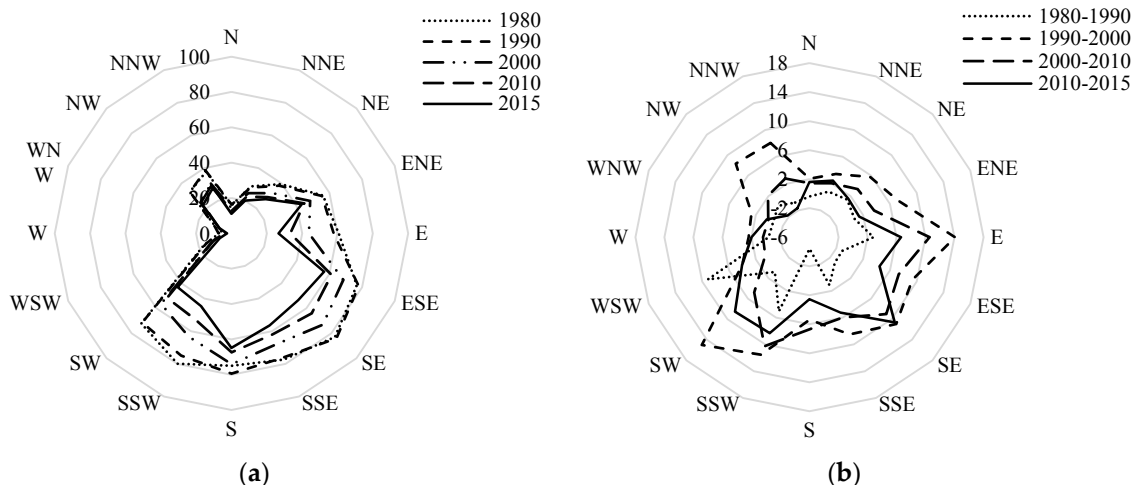 (a)
1980
1990
2000
2010
2015
N
NNE
NE
ENE
E
ESE
SE
SSE
S
SSW
SW
WSW
W
WN
W
NW
NNW
100
80
60
40
20
0
(a)
(b)
1980-1990
1990-2000
2000-2010
2010-2015
N
NNE
NE
ENE
E
ESE
SE
SSE
S
SSW
SW
WSW
W
WNW
NW
NNW
18
14
10
6
2
-2
-6
(b)